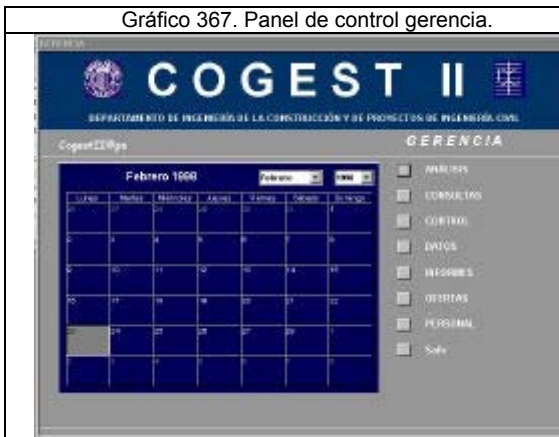 Gráfico 367. Panel de control gerencia.
GERENCIA
COGEST II
DEPARTAMENTO DE INGENIERÍA DE LA CONSTRUCCIÓN Y DE PROYECTOS DE INGENIERÍA CIVIL
GERENCIA
Febrero 1998
Febrero 1998
Lunes Martes Miércoles Jueves Viernes Sábado Domingo
ANÁLISIS
CONSULTAS
CONTROL
DATOS
INFORMES
OFERTAS
PERSONAL
Salir